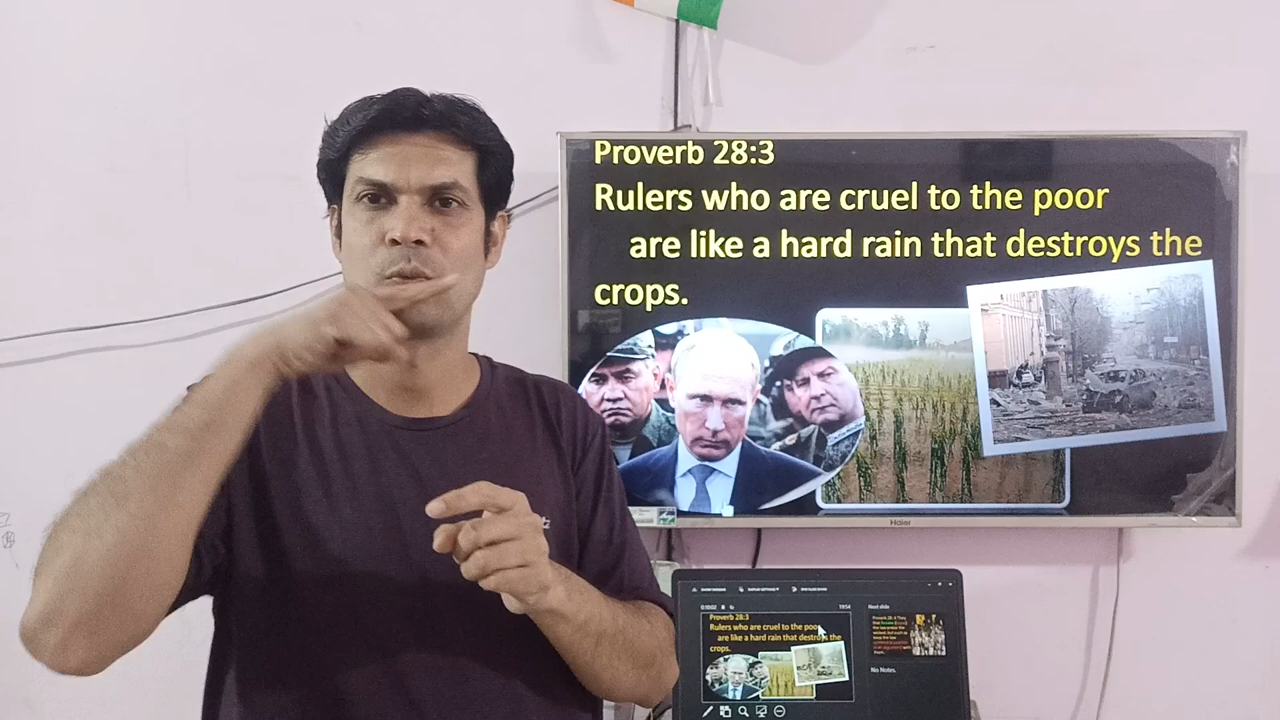 Proverb 28:3
Rulers who are cruel to the poor
are like a hard rain that destroys the
crops.
Haier
19:54
Next slide
Proverb 28:3
Rulers who are cruel to the poor
are like a hard rain that destroys the
crops.
No Notes.